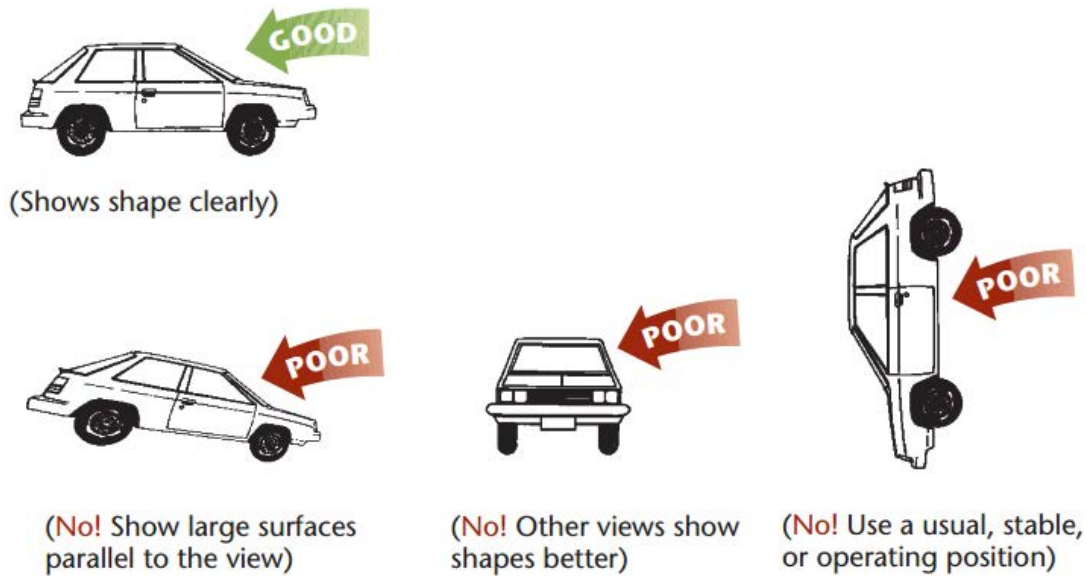 GOOD
(Shows shape clearly)
POOR
(No! Show large surfaces
parallel to the view)
POOR
(No! Other views show
shapes better)
POOR
(No! Use a usual, stable,
or operating position)